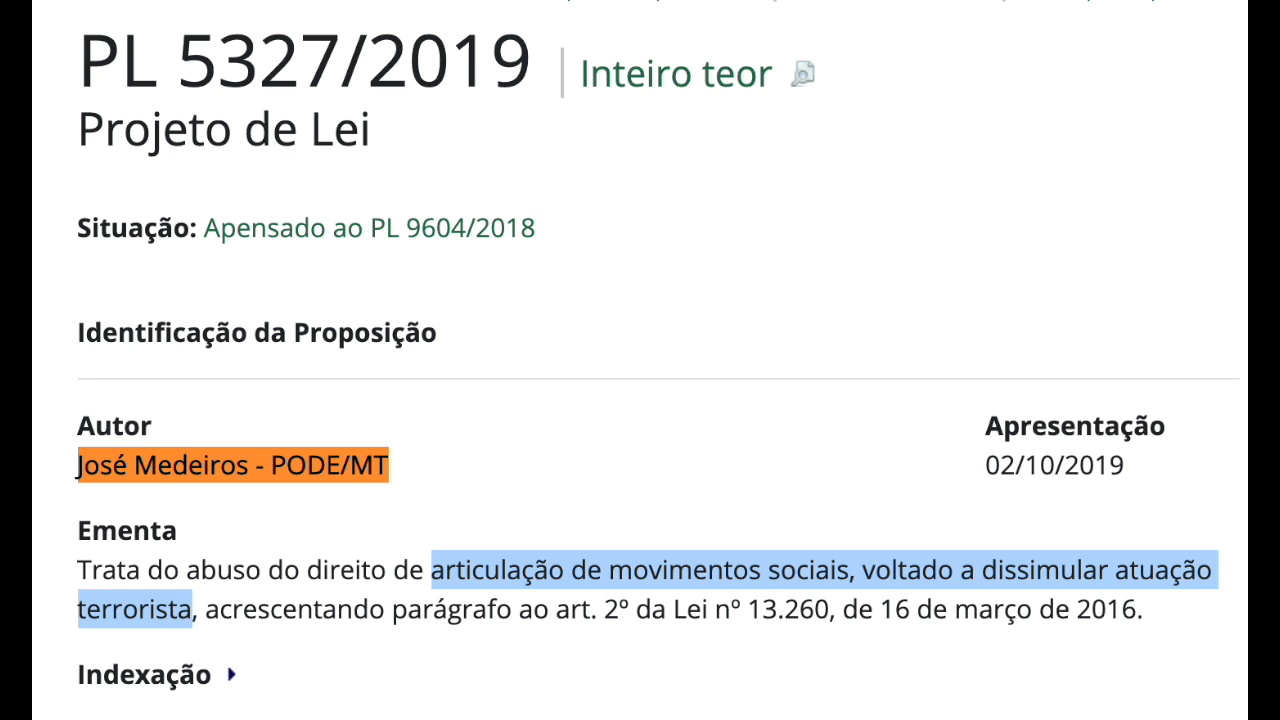 PL 5327/2019 Inteiro teor
Projeto de Lei
Situação: Apensado ao PL 9604/2018
Identificação da Proposição
Autor Apresentação
José Medeiros - PODE/MT 02/10/2019
Ementa
Trata do abuso do direito de articulação de movimentos sociais, voltado a dissimular atuação
terrorista, acrescentando parágrafo ao art. 2º da Lei nº 13.260, de 16 de março de 2016.
Indexação